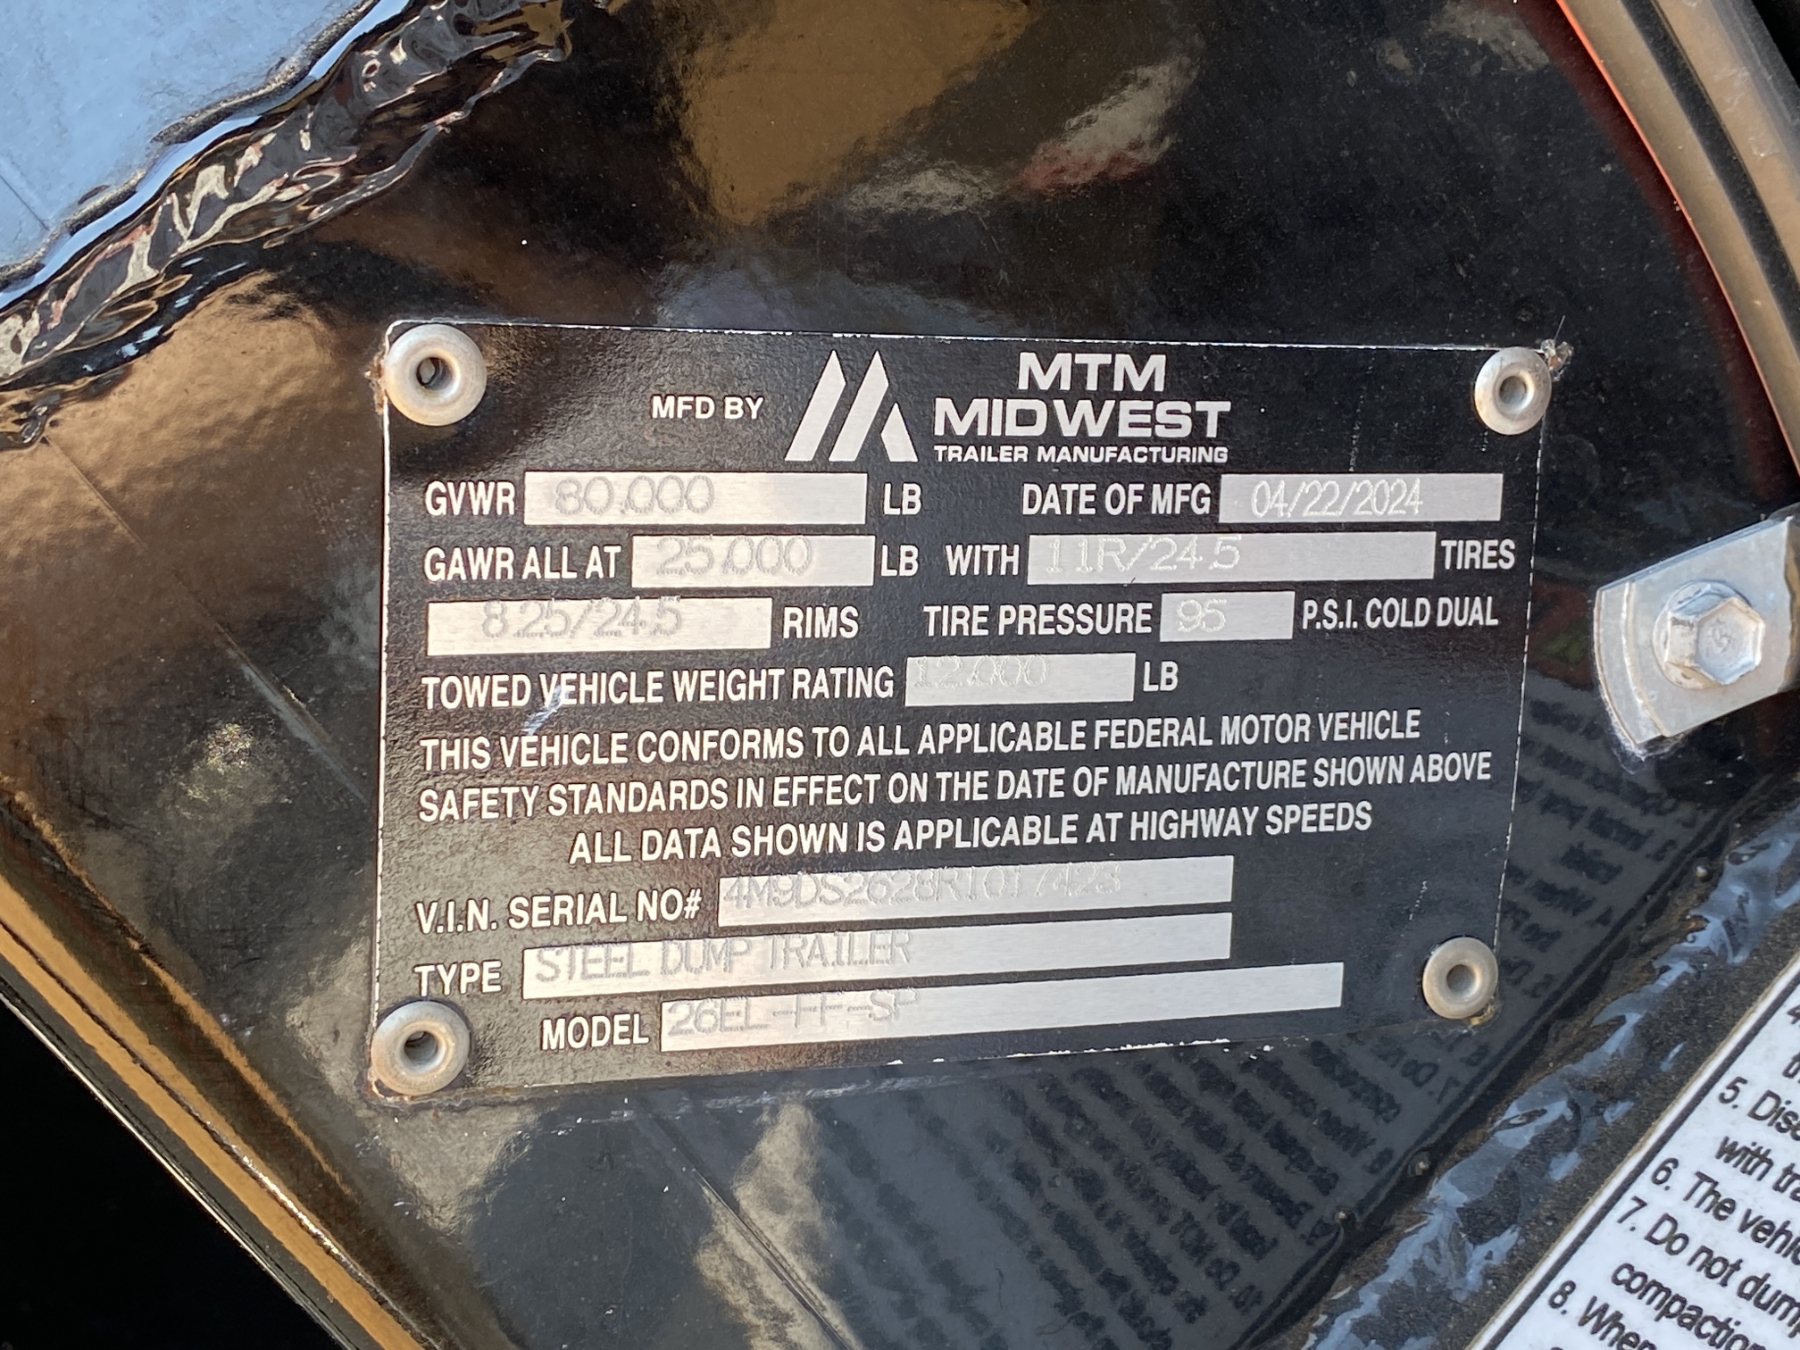 MFD BY MTM
MIDWEST
TRAILER MANUFACTURING
GVWR 80,000 LB DATE OF MFG 04/22/2024
GAWR ALL AT 25,000 LB WITH 11R/24.5 TIRES
8.25/24.5 RIMS TIRE PRESSURE 95 P.S.I. COLD DUAL
TOWED VEHICLE WEIGHT RATING 12,000 LB
THIS VEHICLE CONFORMS TO ALL APPLICABLE FEDERAL MOTOR VEHICLE
SAFETY STANDARDS IN EFFECT ON THE DATE OF MANUFACTURE SHOWN ABOVE
ALL DATA SHOWN IS APPLICABLE AT HIGHWAY SPEEDS
V.I.N. SERIAL NO# 4M9DS2628R1017423
TYPE STEEL DUMP TRAILER
MODEL 26EL-FF-SP
5. Dis
with
6. The vehi
7. Do not dum
compaction
8. When